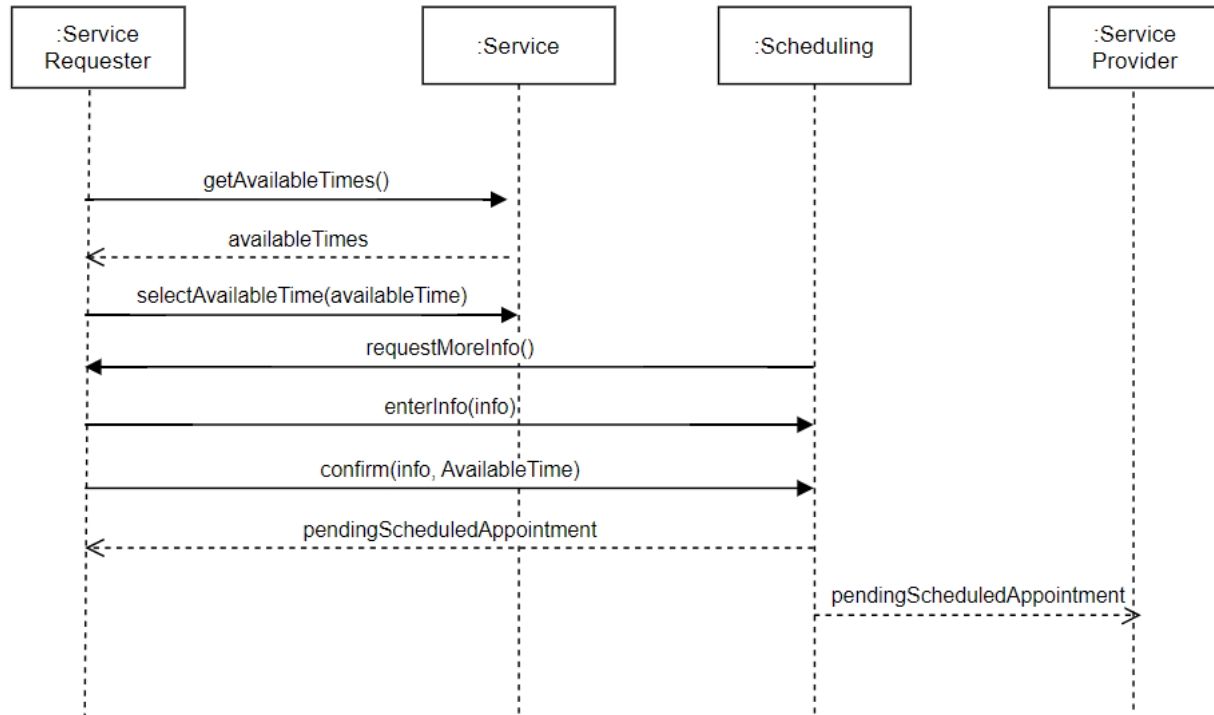 :Service
Requester
:Service
:Scheduling
:Service
Provider
getAvailableTimes()
availableTimes
selectAvailableTime(availableTime)
requestMoreInfo()
enterInfo(info)
confirm(info, AvailableTime)
pendingScheduledAppointment
pendingScheduledAppointment